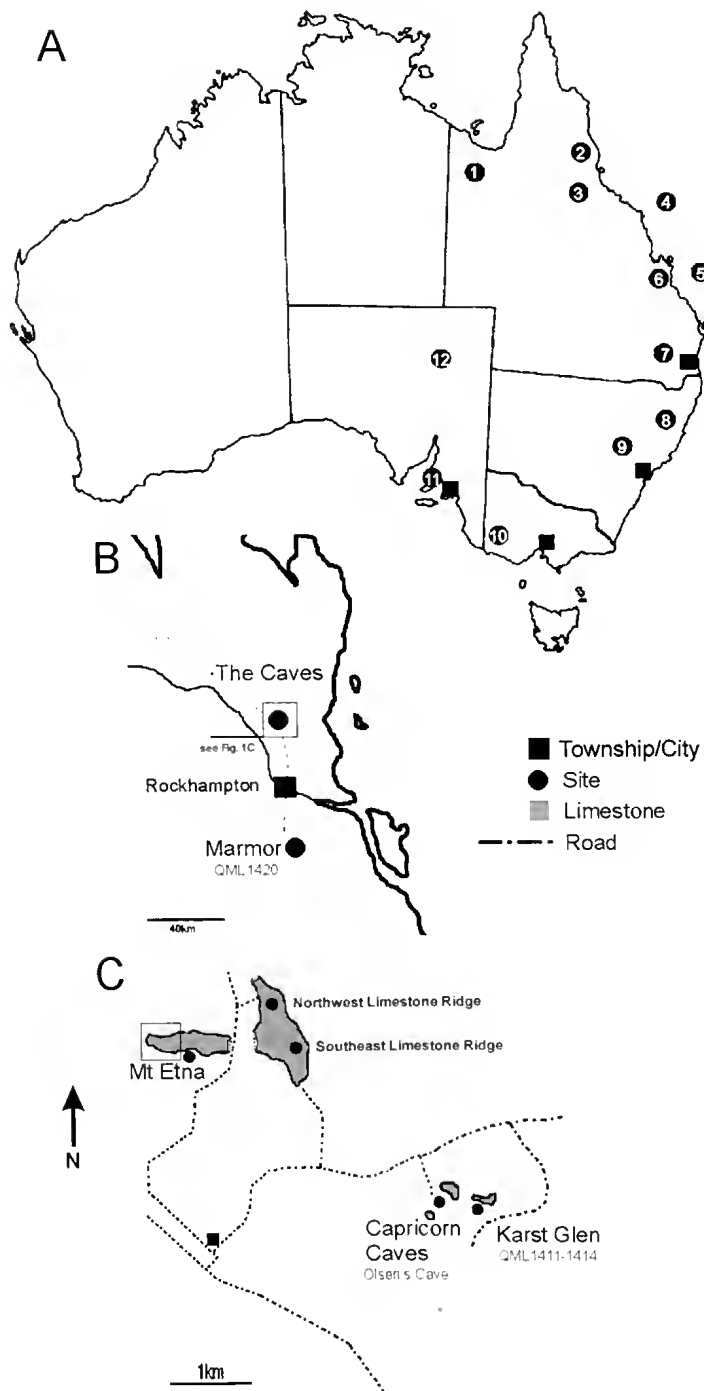 A
1
2
3
4
5
6
7
8
9
10
11
12
B
The Caves
see Fig. 1C
Rockhampton
Marmor
QML1420
40km
Township/City
Site
Limestone
Road
C
Northwest Limestone Ridge
Southeast Limestone Ridge
Mt Etna
N
Capricorn
Caves
Olsen's Cave
Karst Glen
QML1411-1414
1km